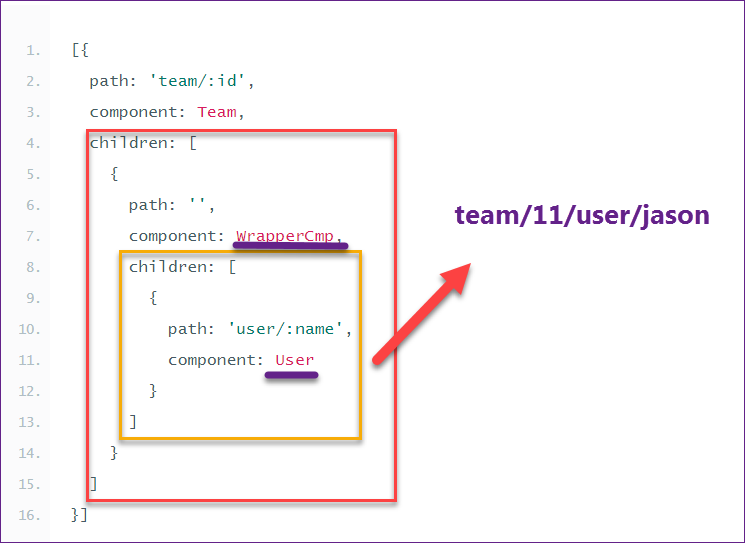 1. [{
2. path: 'team/:id',
3. component: Team,
4. children: [
5. {
6. path: '',
7. component: WrapperCmp,
team/11/user/jason
8. children: [
9. {
10. path: 'user/:name',
11. component: User
12. }
13. ]
14. }
15. ]
16. }]